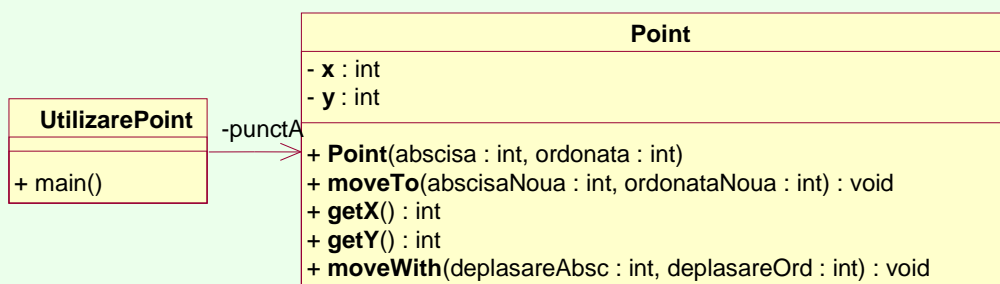 UtilizarePoint
+ main()
-punctA
Point
- x : int
- y : int
+ Point(abscisa : int, ordonata : int)
+ moveTo(abscisaNoua : int, ordonataNoua : int) : void
+ getX() : int
+ getY() : int
+ moveWith(deplasareAbsc : int, deplasareOrd : int) : void